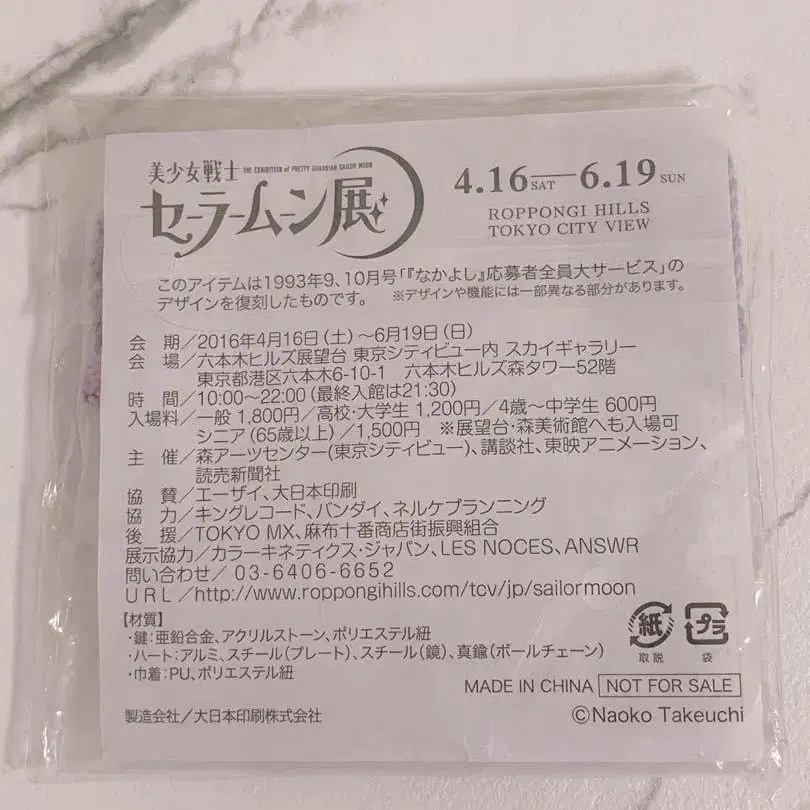 美少女戦士 THE EXHIBITION of PRETTY GUARDIAN SAILOR MOON
セーラームーン展
4.16SAT—6.19SUN
ROPPONGI HILLS
TOKYO CITY VIEW
このアイテムは1993年9、10月号「『なかよし』応募者全員大サービス」の
デザインを復刻したものです。 ※デザインや機能には一部異なる部分があります。
会 期/2016年4月16日(土)~6月19日(日)
会 場/六本木ヒルズ展望台 東京シティビュー内 スカイギャラリー
東京都港区六本木6-10-1 六本木ヒルズ森タワー52階
時 間/10:00~22:00(最終入館は21:30)
入場料/一般 1,800円/高校・大学生 1,200円/4歳~中学生 600円
シニア(65歳以上)/1,500円 ※展望台・森美術館へも入場可
主 催/森アーツセンター(東京シティビュー)、講談社、東映アニメーション、
読売新聞社
協 賛/エーザイ、大日本印刷
協 力/キングレコード、バンダイ、ネルケプランニング
後 援/TOKYO MX、麻布十番商店街振興組合
展示協力/カラーキネティクス・ジャパン、LES NOCES、ANSWR
問い合わせ/ 03-6406-6652
URL/http://www.roppongihills.com/tcv/jp/sailormoon
【材質】
・鍵:亜鉛合金、アクリルストーン、ポリエステル紐
・ハート:アルミ、スチール(プレート)、スチール(鏡)、真鍮(ボールチェーン)
・巾着:PU、ポリエステル紐
紙 プラ
取説 袋
MADE IN CHINA NOT FOR SALE
製造会社/大日本印刷株式会社
©Naoko Takeuchi